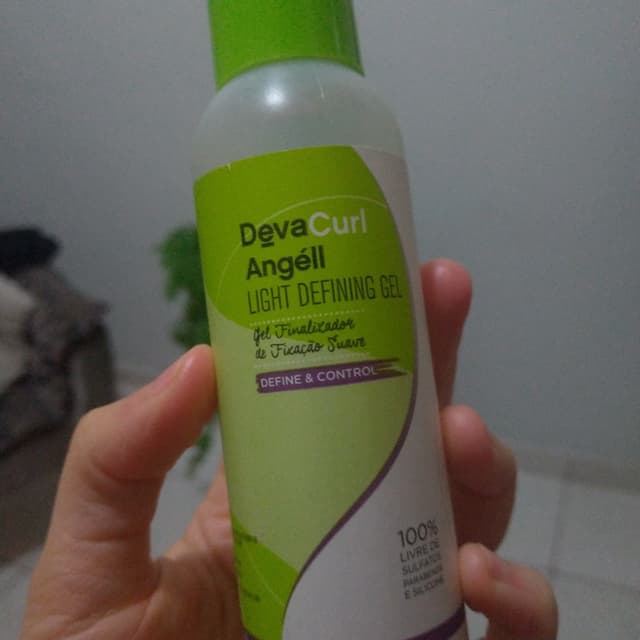 DevaCurl
Angéll
LIGHT DEFINING GEL
Gel Finalizador
de Fixação Suave
DEFINE & CONTROL
100%
LIVRE DE
SULFATOS
PARABENOS
E SILICONE